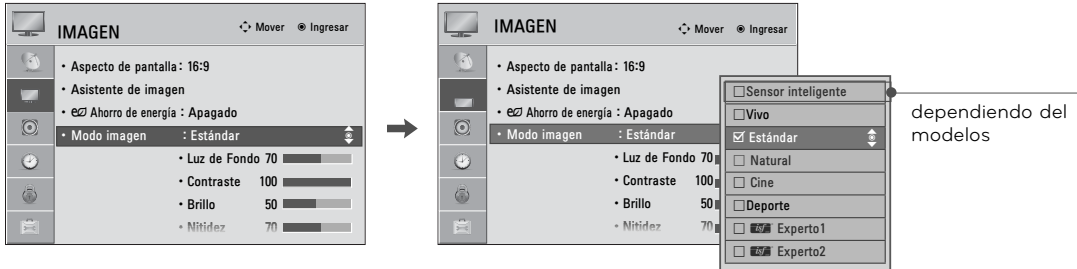 IMAGEN
Mover
Ingresar
• Aspecto de pantalla : 16:9
• Asistente de imagen
• Ahorro de energía : Apagado
• Modo imagen : Estándar
• Luz de Fondo 70
• Contraste 100
• Brillo 50
• Nitidez 70
IMAGEN
Mover
Ingresar
• Aspecto de pantalla : 16:9
• Asistente de imagen
• Ahorro de energía : Apagado
• Modo imagen : Estándar
• Luz de Fondo 70
• Contraste 100
• Brillo 50
• Nitidez 70
Sensor inteligente
Vivo
Estándar
Natural
Cine
Deporte
isf Experto1
isf Experto2
dependiendo del
modelos